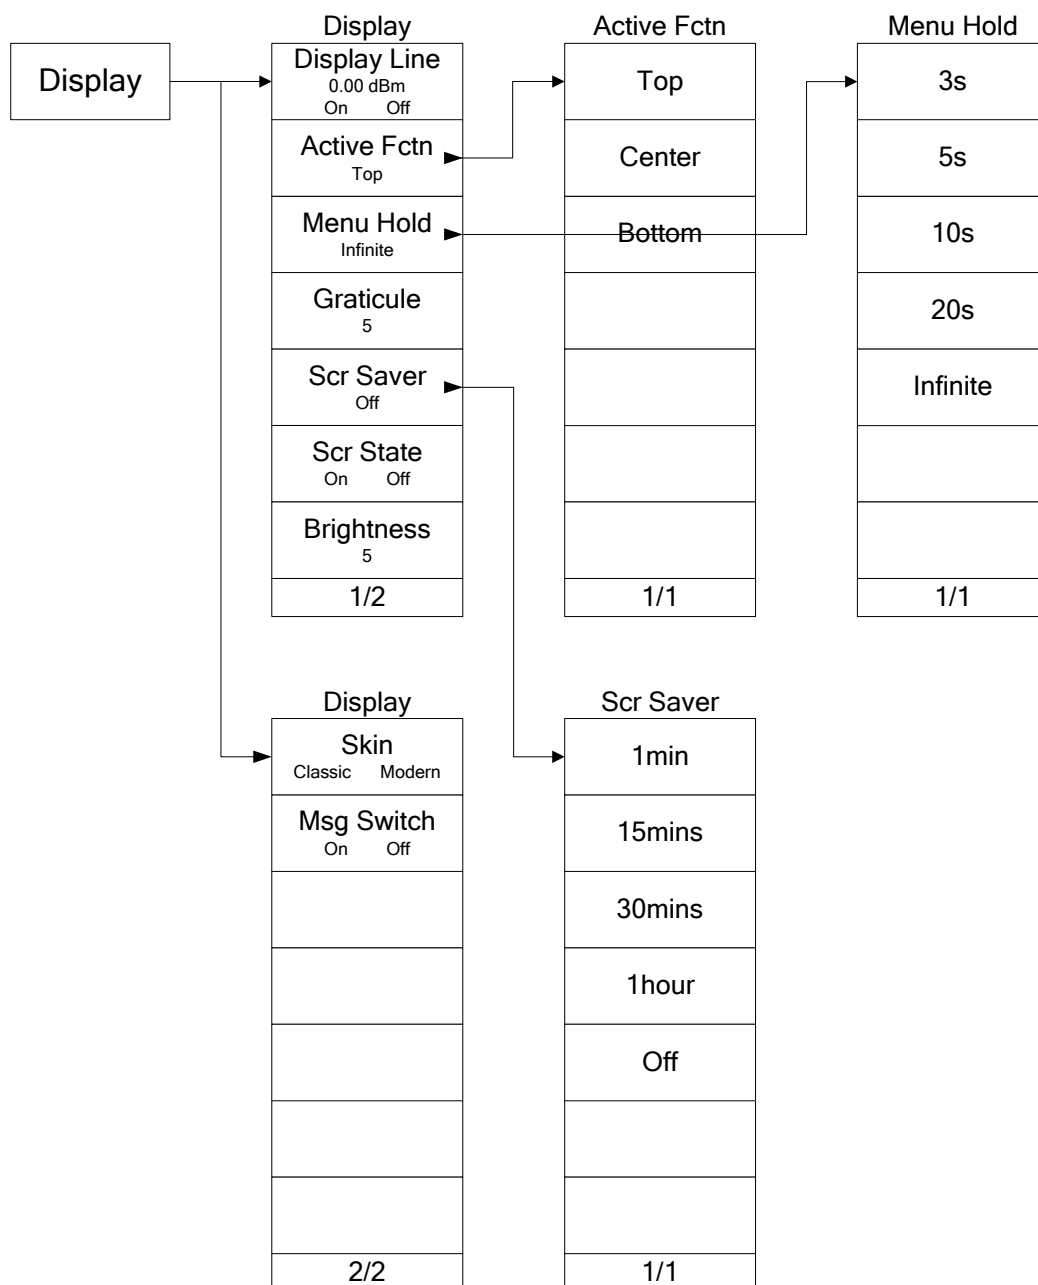 Display
Display
Display Line
0.00 dBm
On Off
Active Fctn
Top
Menu Hold
Infinite
Graticule
5
Scr Saver
Off
Scr State
On Off
Brightness
5
1/2
Active Fctn
Top
Center
Bottom
1/1
Menu Hold
3s
5s
10s
20s
Infinite
1/1
Display
Skin
Classic Modern
Msg Switch
On Off
2/2
Scr Saver
1min
15mins
30mins
1hour
Off
1/1